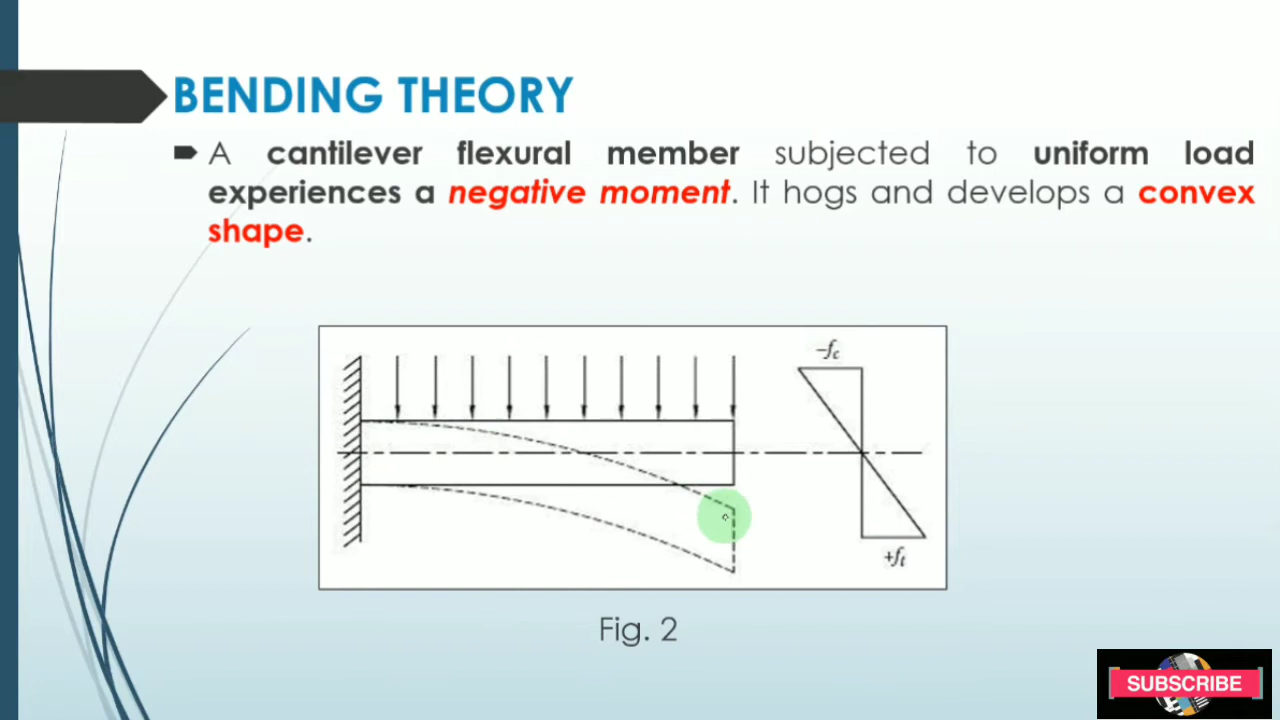 BENDING THEORY
A cantilever flexural member subjected to uniform load
experiences a negative moment. It hogs and develops a convex
shape.
–fc
+ft
Fig. 2
SUBSCRIBE